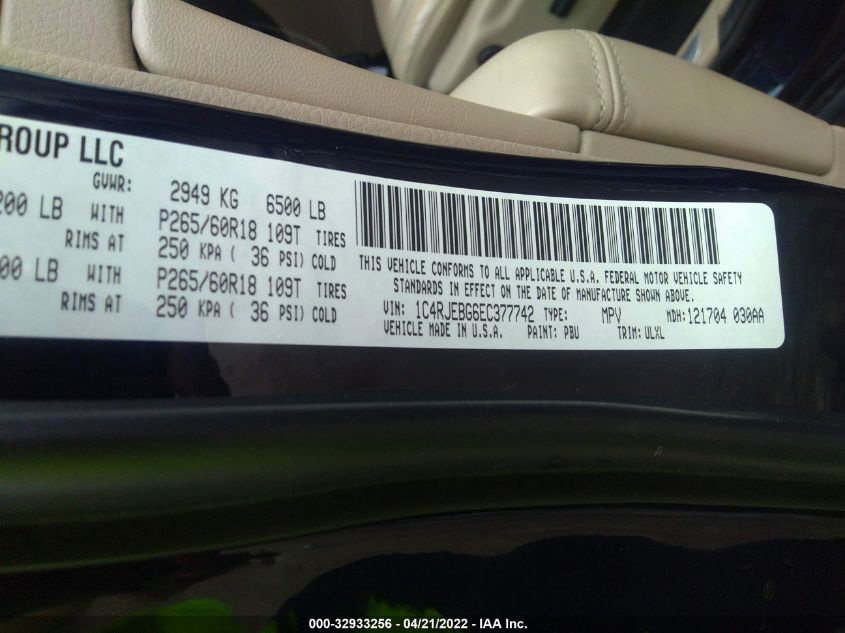 ROUP LLC
GVWR: 2949 KG 6500 LB
200 LB WITH P265/60R18 109T TIRES
RIMS AT 250 KPA ( 36 PSI) COLD
00 LB WITH P265/60R18 109T TIRES
RIMS AT 250 KPA ( 36 PSI) COLD
THIS VEHICLE CONFORMS TO ALL APPLICABLE U.S.A. FEDERAL MOTOR VEHICLE SAFETY
STANDARDS IN EFFECT ON THE DATE OF MANUFACTURE SHOWN ABOVE.
VIN: 1C4RJEBG6EC377742 TYPE: MPV MDH:121704 030AA
VEHICLE MADE IN U.S.A. PAINT: PBU TRIM: ULXL
000-32933256 - 04/21/2022 - IAA Inc.